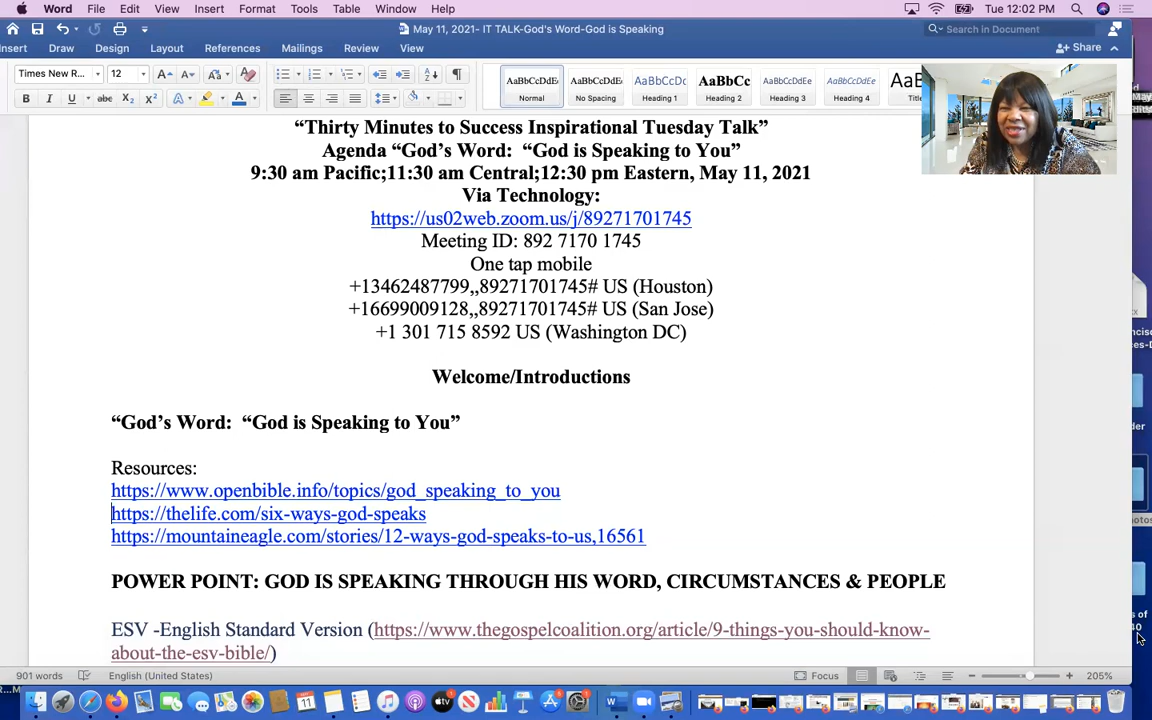 Word File Edit View Insert Format Tools Table Window Help Tue 12:02 PM
May 11, 2021- IT TALK-God's Word-God is Speaking
Search in Document
nsert Draw Design Layout References Mailings Review View Share
Times New R... 12
AaBbCcDdEe AaBbCcDdEe AaBbCcDc AaBbCc AaBbCcDdEe AaBbCcDdEe
Normal No Spacing Heading 1 Heading 2 Heading 3 Heading 4
“Thirty Minutes to Success Inspirational Tuesday Talk”
Agenda “God’s Word: “God is Speaking to You”
9:30 am Pacific;11:30 am Central;12:30 pm Eastern, May 11, 2021
Via Technology:
https://us02web.zoom.us/j/89271701745
Meeting ID: 892 7170 1745
One tap mobile
+13462487799,,89271701745# US (Houston)
+16699009128,,89271701745# US (San Jose)
+1 301 715 8592 US (Washington DC)
Welcome/Introductions
“God’s Word: “God is Speaking to You”
Resources:
https://www.openbible.info/topics/god_speaking_to_you
https://thelife.com/six-ways-god-speaks
https://mountaineagle.com/stories/12-ways-god-speaks-to-us,16561
POWER POINT: GOD IS SPEAKING THROUGH HIS WORD, CIRCUMSTANCES & PEOPLE
ESV -English Standard Version (https://www.thegospelcoalition.org/article/9-things-you-should-know-
about-the-esv-bible/)
901 words English (United States) Focus 205%